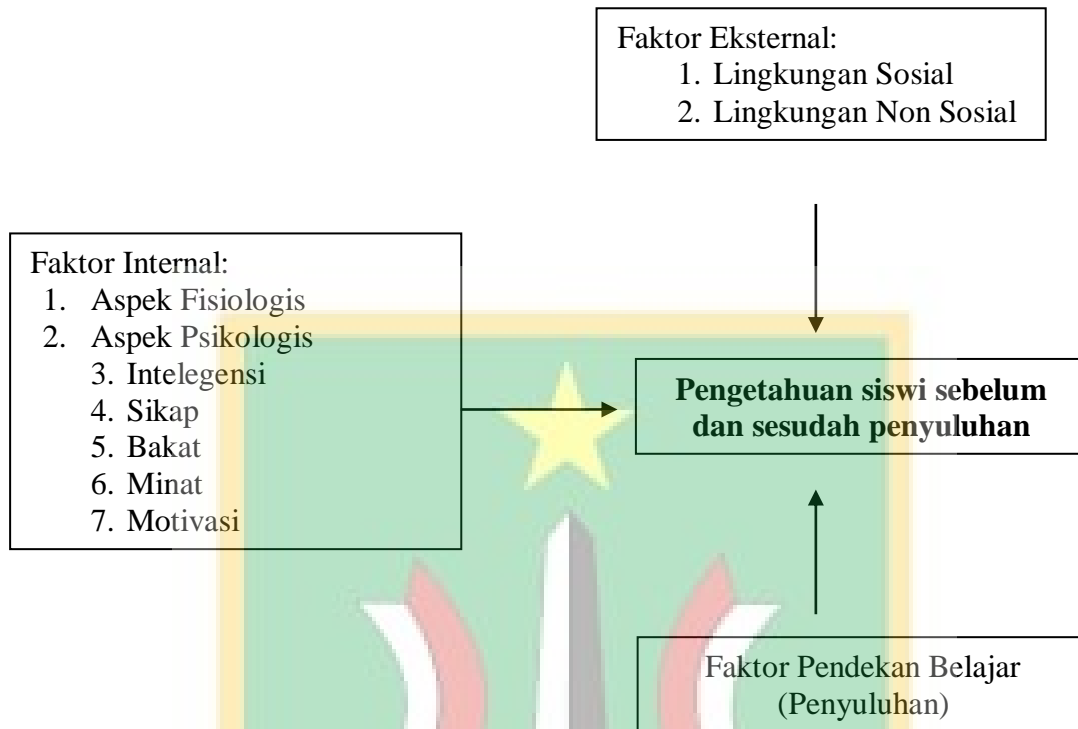 Faktor Eksternal:
1. Lingkungan Sosial
2. Lingkungan Non Sosial
Faktor Internal:
1. Aspek Fisiologis
2. Aspek Psikologis
3. Intelegensi
4. Sikap
5. Bakat
6. Minat
7. Motivasi
Pengetahuan siswi sebelum
dan sesudah penyuluhan
Faktor Pendekan Belajar
(Penyuluhan)